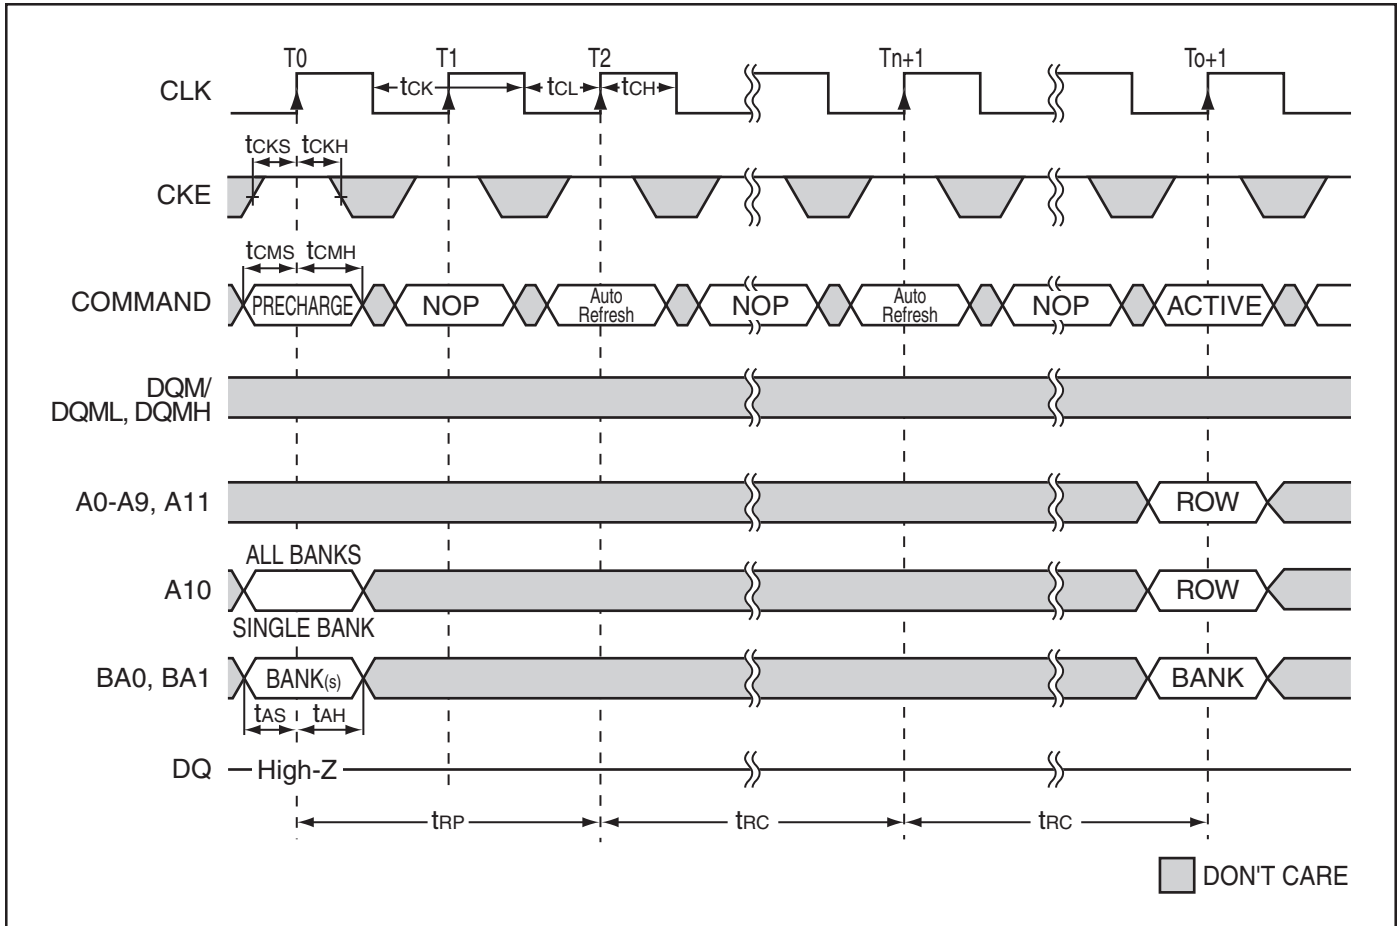 T0 T1 T2 Tn+1 To+1
CLK tCK tCL tCH
tCKS tCKH
CKE
tCMS tCMH
COMMAND PRECHARGE NOP Auto Refresh NOP Auto Refresh NOP ACTIVE
DQM/
DQML, DQMH
A0-A9, A11 ROW
ALL BANKS
A10 ROW
SINGLE BANK
BA0, BA1 BANK(s) BANK
tAS tAH
DQ High-Z
tRP tRC tRC
DON'T CARE